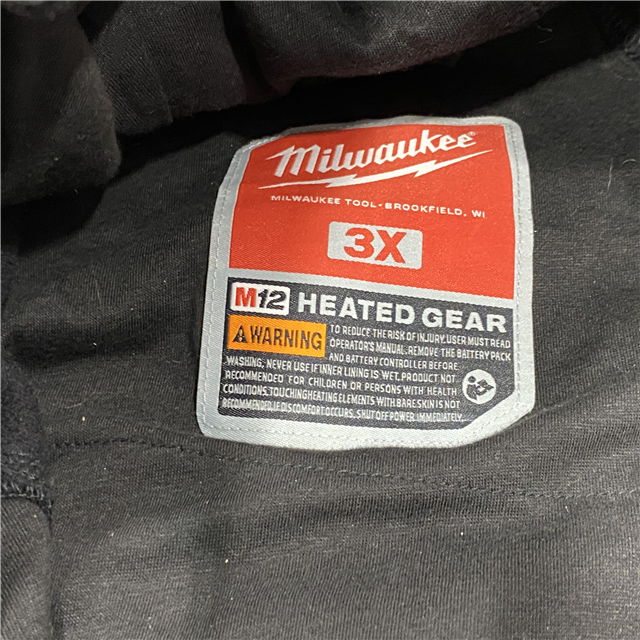 Milwaukee
MILWAUKEE TOOL - BROOKFIELD, WI
3X
M12 HEATED GEAR
WARNING TO REDUCE THE RISK OF INJURY, USER MUST READ
OPERATOR'S MANUAL. REMOVE THE BATTERY PACK
AND BATTERY CONTROLLER BEFORE
WASHING. NEVER USE IF INNER LINING IS WET. PRODUCT NOT
RECOMMENDED FOR CHILDREN OR PERSONS WITH HEALTH
CONDITIONS. TOUCHING HEATING ELEMENTS WITH BARE SKIN IS NOT
RECOMMENDED. IF DISCOMFORT OCCURS, SHUT OFF POWER IMMEDIATELY.